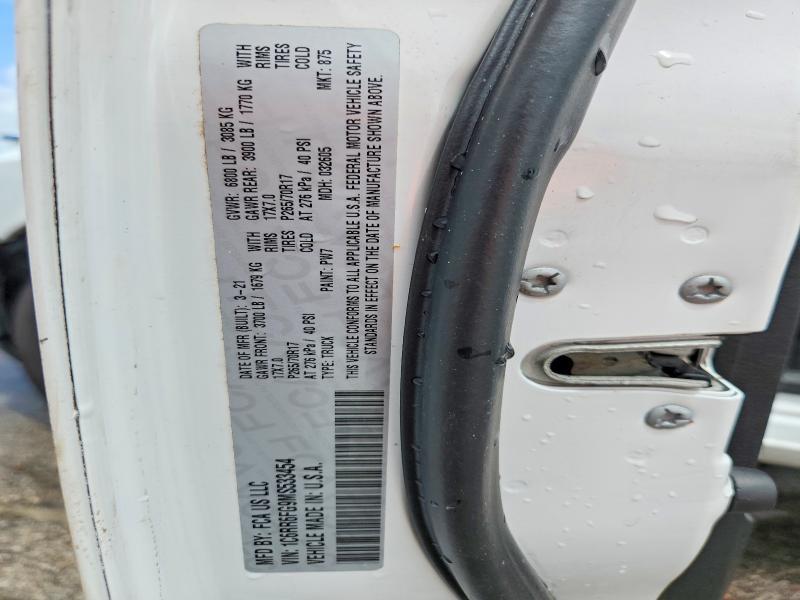 MFD BY: FCA US LLC DATE OF MFR (BUILT): 3-21 GVWR: 6800 LB / 3085 KG WITH
GAWR FRONT: 3700 LB / 1679 KG WITH GAWR REAR: 3900 LB / 1770 KG RIMS
17X7.0 RIMS 17X7.0 TIRES
P265/70R17 TIRES P265/70R17 COLD
AT 276 kPa / 40 PSI COLD AT 276 kPa / 40 PSI
VIN: 1C6RR6FG9MS533454 TYPE: TRUCK PAINT: PW7 MDH: 032605 MKT: 875
VEHICLE MADE IN: U.S.A. THIS VEHICLE CONFORMS TO ALL APPLICABLE U.S.A. FEDERAL MOTOR VEHICLE SAFETY
STANDARDS IN EFFECT ON THE DATE OF MANUFACTURE SHOWN ABOVE.